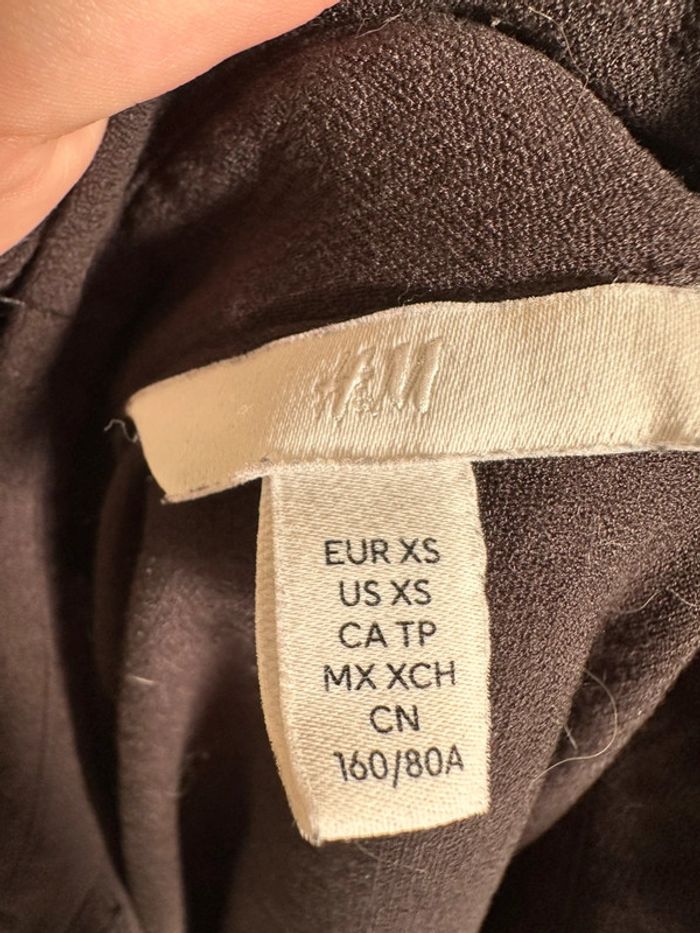 H&M
EUR XS
US XS
CA TP
MX XCH
CN
160/80A